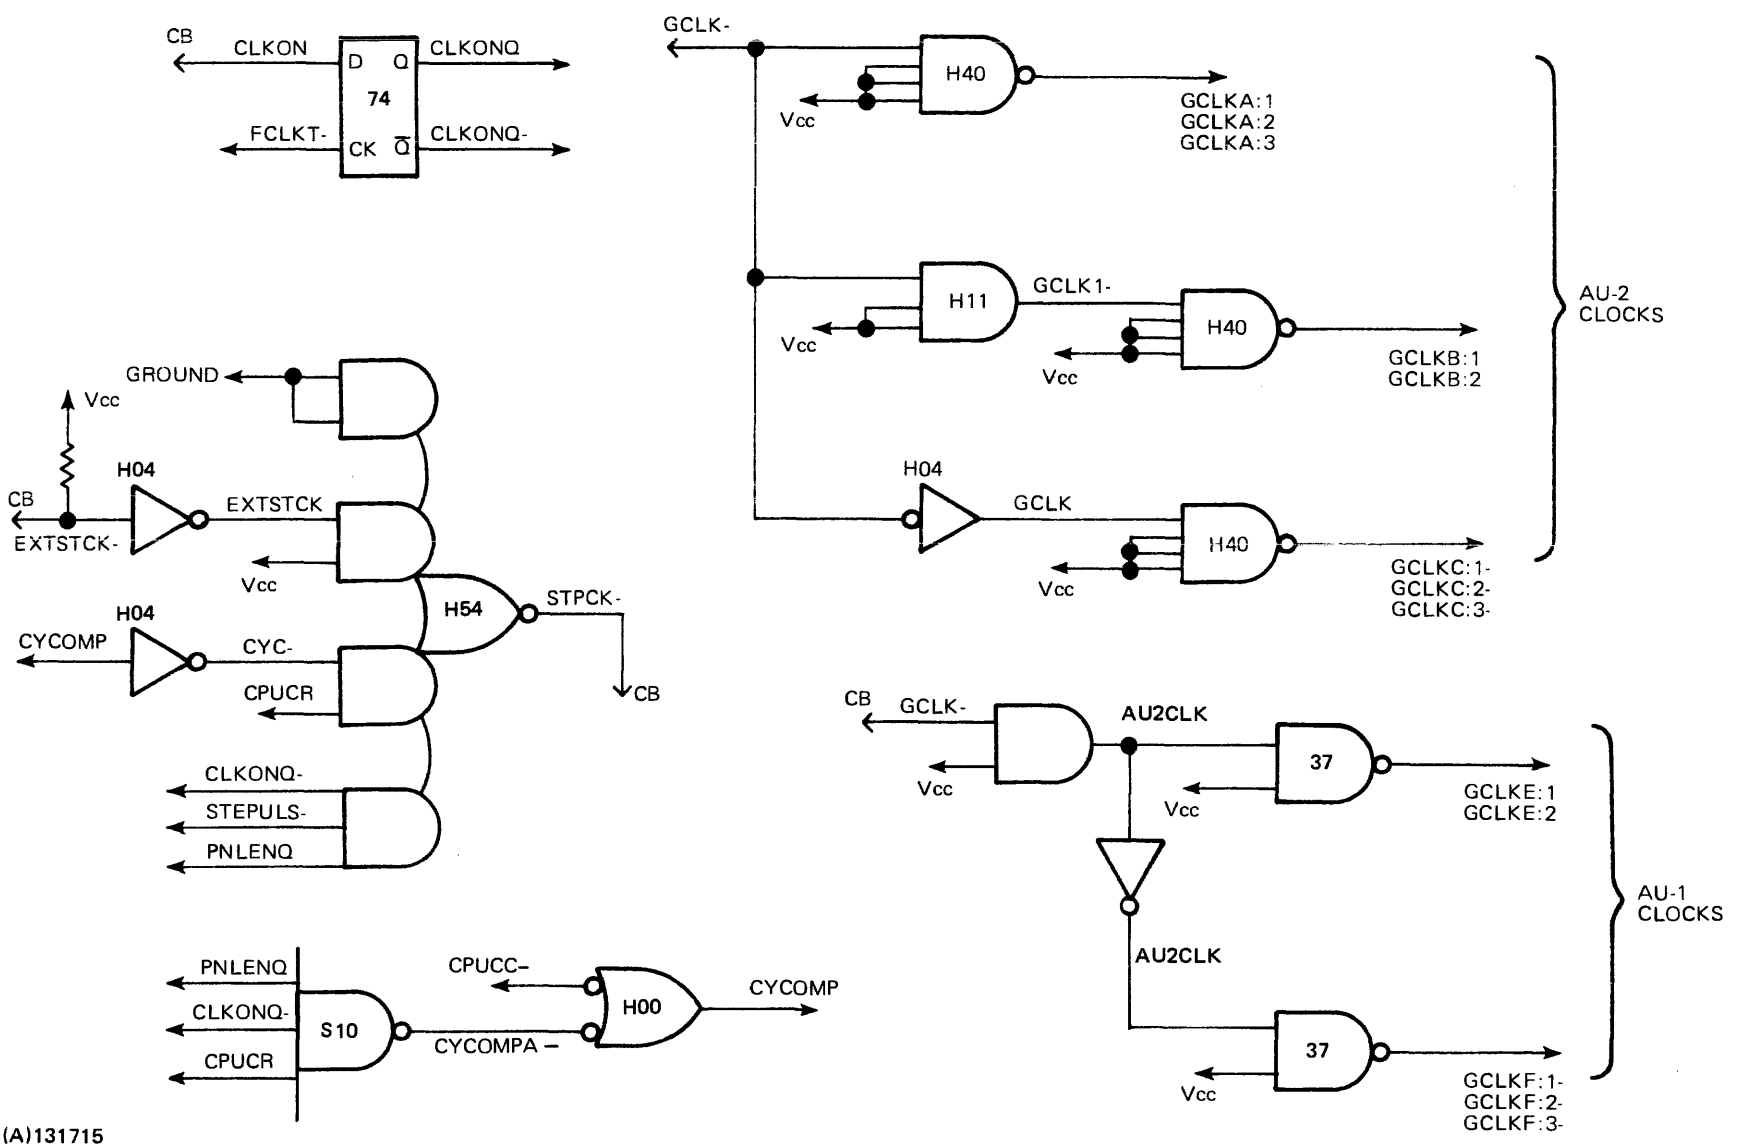 CB
CLKON
D
Q
CLKONQ
74
FCLKT-
CK
Q̅
CLKONQ-
GCLK-
H40
Vcc
GCLKA:1
GCLKA:2
GCLKA:3
H11
Vcc
GCLK1-
H40
Vcc
GCLKB:1
GCLKB:2
H04
GCLK
H40
Vcc
GCLKC:1-
GCLKC:2-
GCLKC:3-
AU-2
CLOCKS
GROUND
Vcc
H04
CB
EXTSTCK-
EXTSTCK
Vcc
H54
STPCK-
CB
H04
CYCOMP
CYC-
CPUCR
CLKONQ-
STEPULS-
PNLENQ
CB
GCLK-
Vcc
AU2CLK
37
Vcc
GCLKE:1
GCLKE:2
AU2CLK
37
Vcc
GCLKF:1-
GCLKF:2-
GCLKF:3-
AU-1
CLOCKS
PNLENQ
CLKONQ-
CPUCR
S10
CYCOMPA –
CPUCC–
H00
CYCOMP
(A)131715